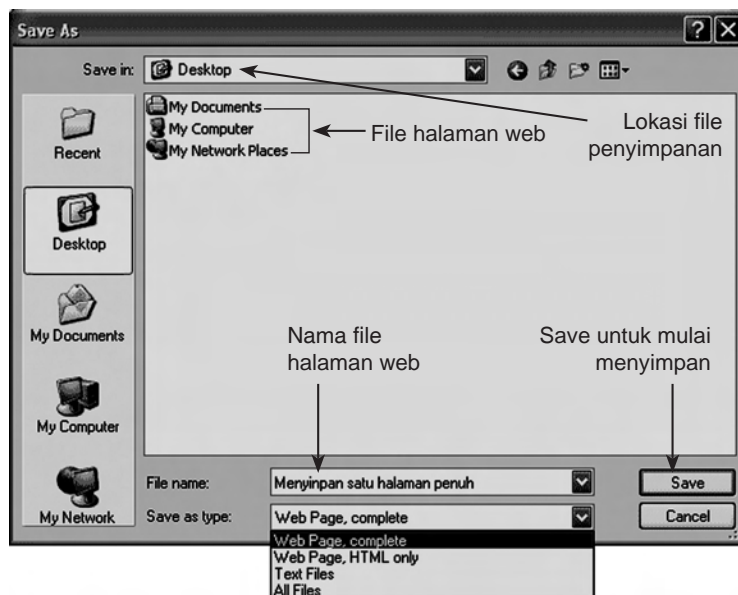 Save As
Save in:
Desktop
Recent
Desktop
My Documents
My Computer
My Network
My Documents
My Computer
My Network Places
File halaman web
Lokasi file
penyimpanan
Nama file
halaman web
Save untuk mulai
menyimpan
File name:
Menyinpan satu halaman penuh
Save
Save as type:
Web Page, complete
Cancel
Web Page, complete
Web Page, HTML only
Text Files
All Files